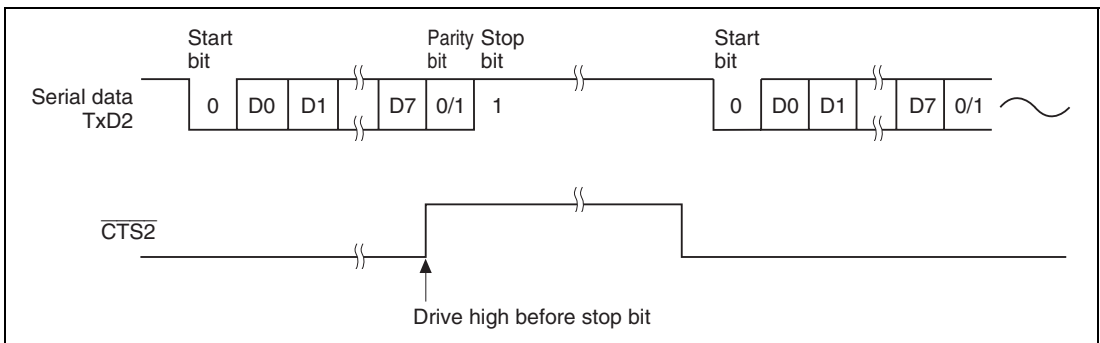 Start
bit
Parity
bit
Stop
bit
Start
bit
Serial data
TxD2
0
D0
D1
D7
0/1
1
0
D0
D1
D7
0/1
CTS2
Drive high before stop bit